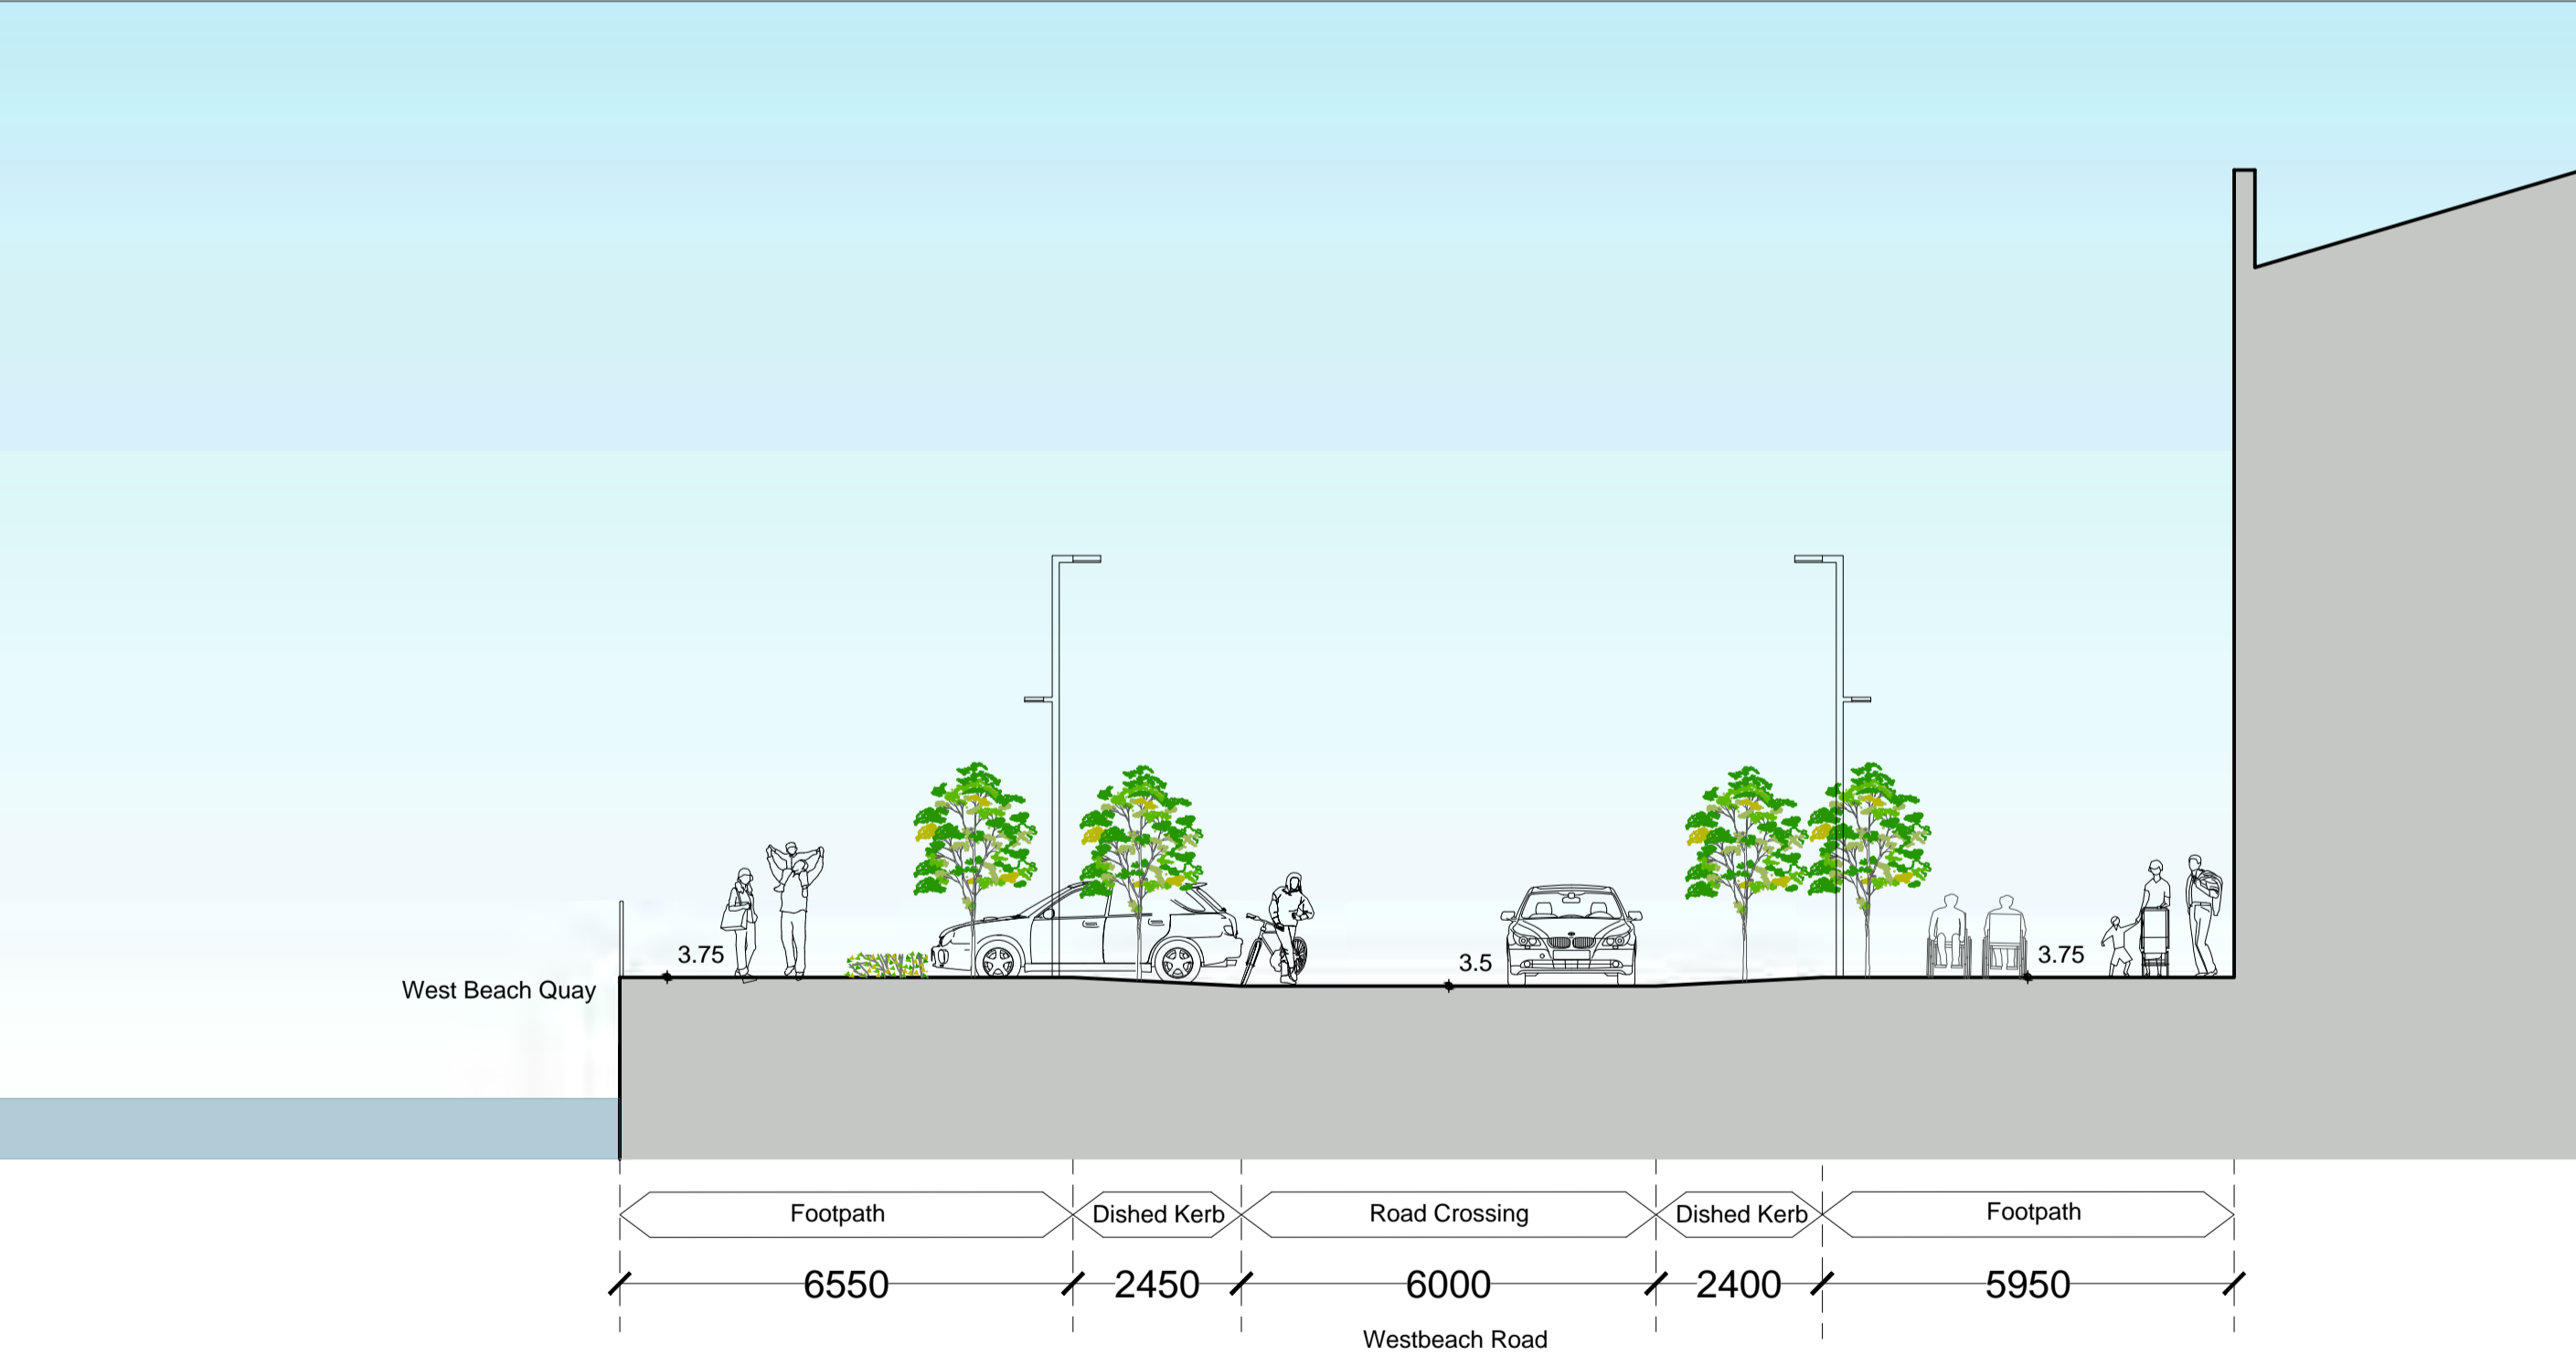 3.75
3.5
3.75
West Beach Quay
Footpath
Dished Kerb
Road Crossing
Dished Kerb
Footpath
6550
2450
6000
2400
5950
Westbeach Road